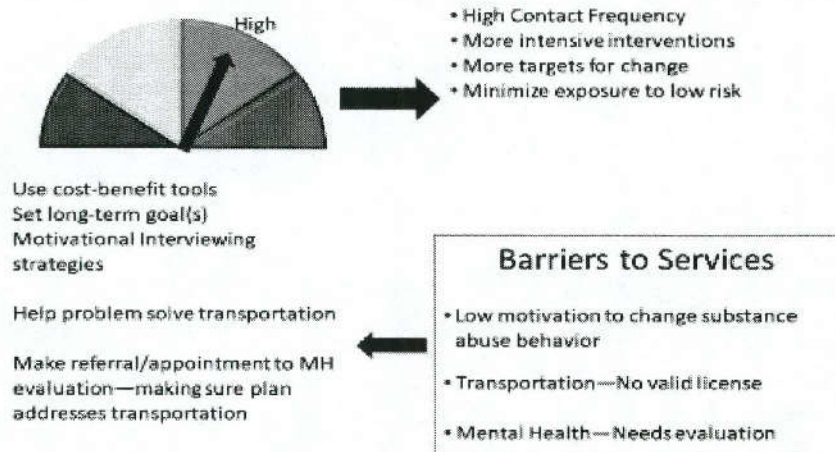 High
• High Contact Frequency
• More intensive interventions
• More targets for change
• Minimize exposure to low risk
Use cost-benefit tools
Set long-term goal(s)
Motivational Interviewing
strategies
Help problem solve transportation
Make referral/appointment to MH
evaluation—making sure plan
addresses transportation
Barriers to Services
• Low motivation to change substance
abuse behavior
• Transportation—No valid license
• Mental Health—Needs evaluation